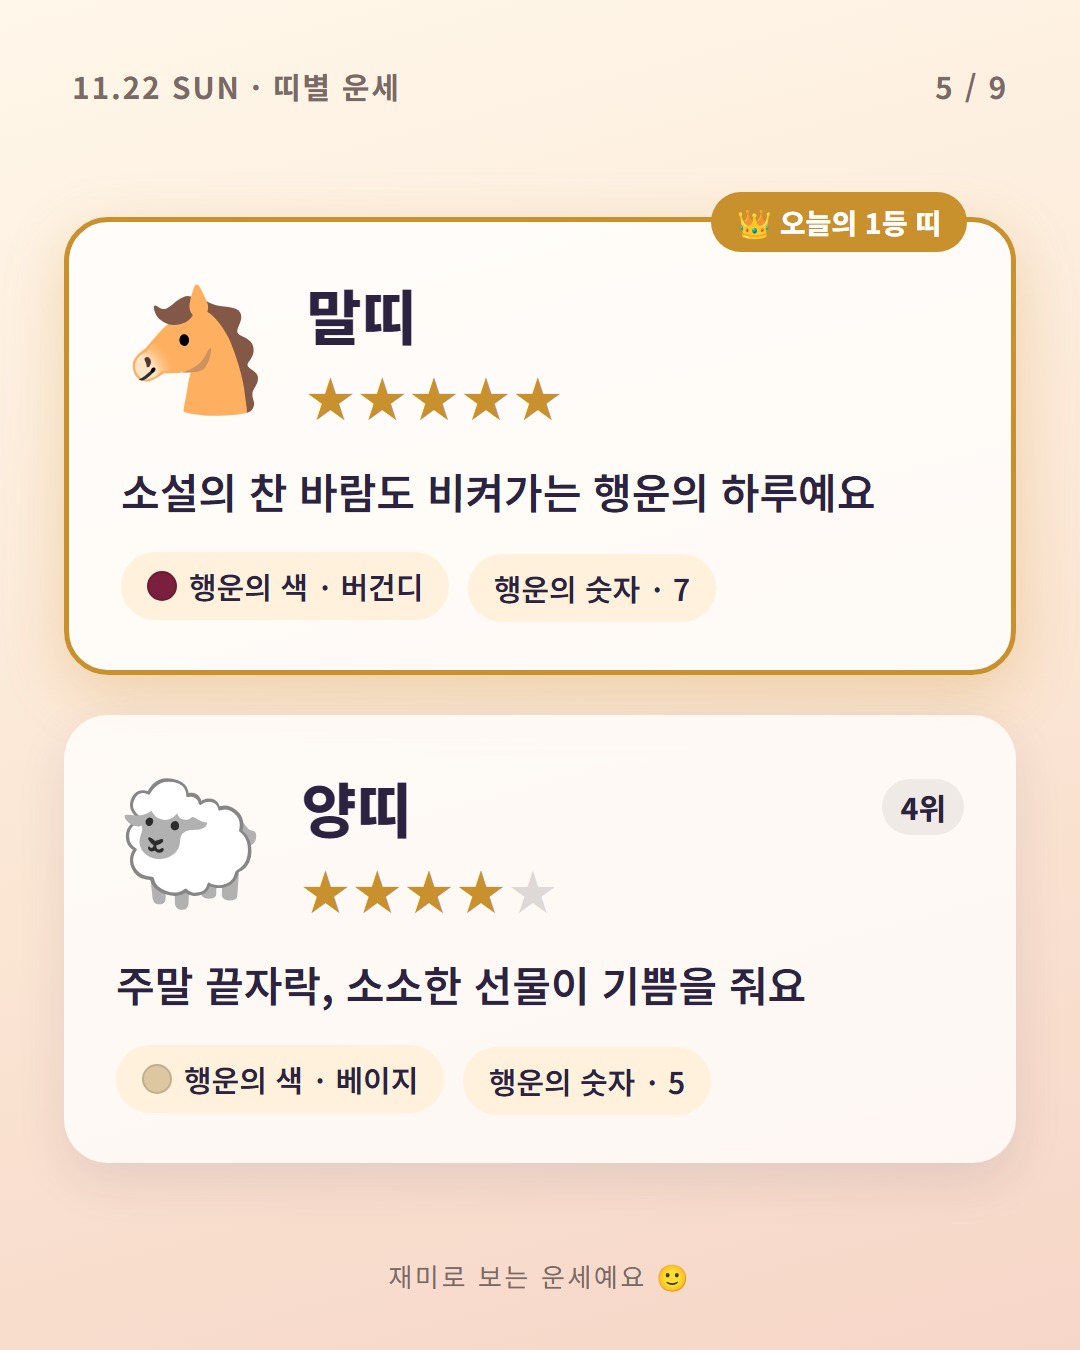 11.22 SUN · 띠별 운세
5 / 9
👑 오늘의 1등 띠
말띠
★★★★★
소설의 찬 바람도 비켜가는 행운의 하루예요
행운의 색 · 버건디
행운의 숫자 · 7
양띠
4위
★★★★★
주말 끝자락, 소소한 선물이 기쁨을 줘요
행운의 색 · 베이지
행운의 숫자 · 5
재미로 보는 운세예요 🙂